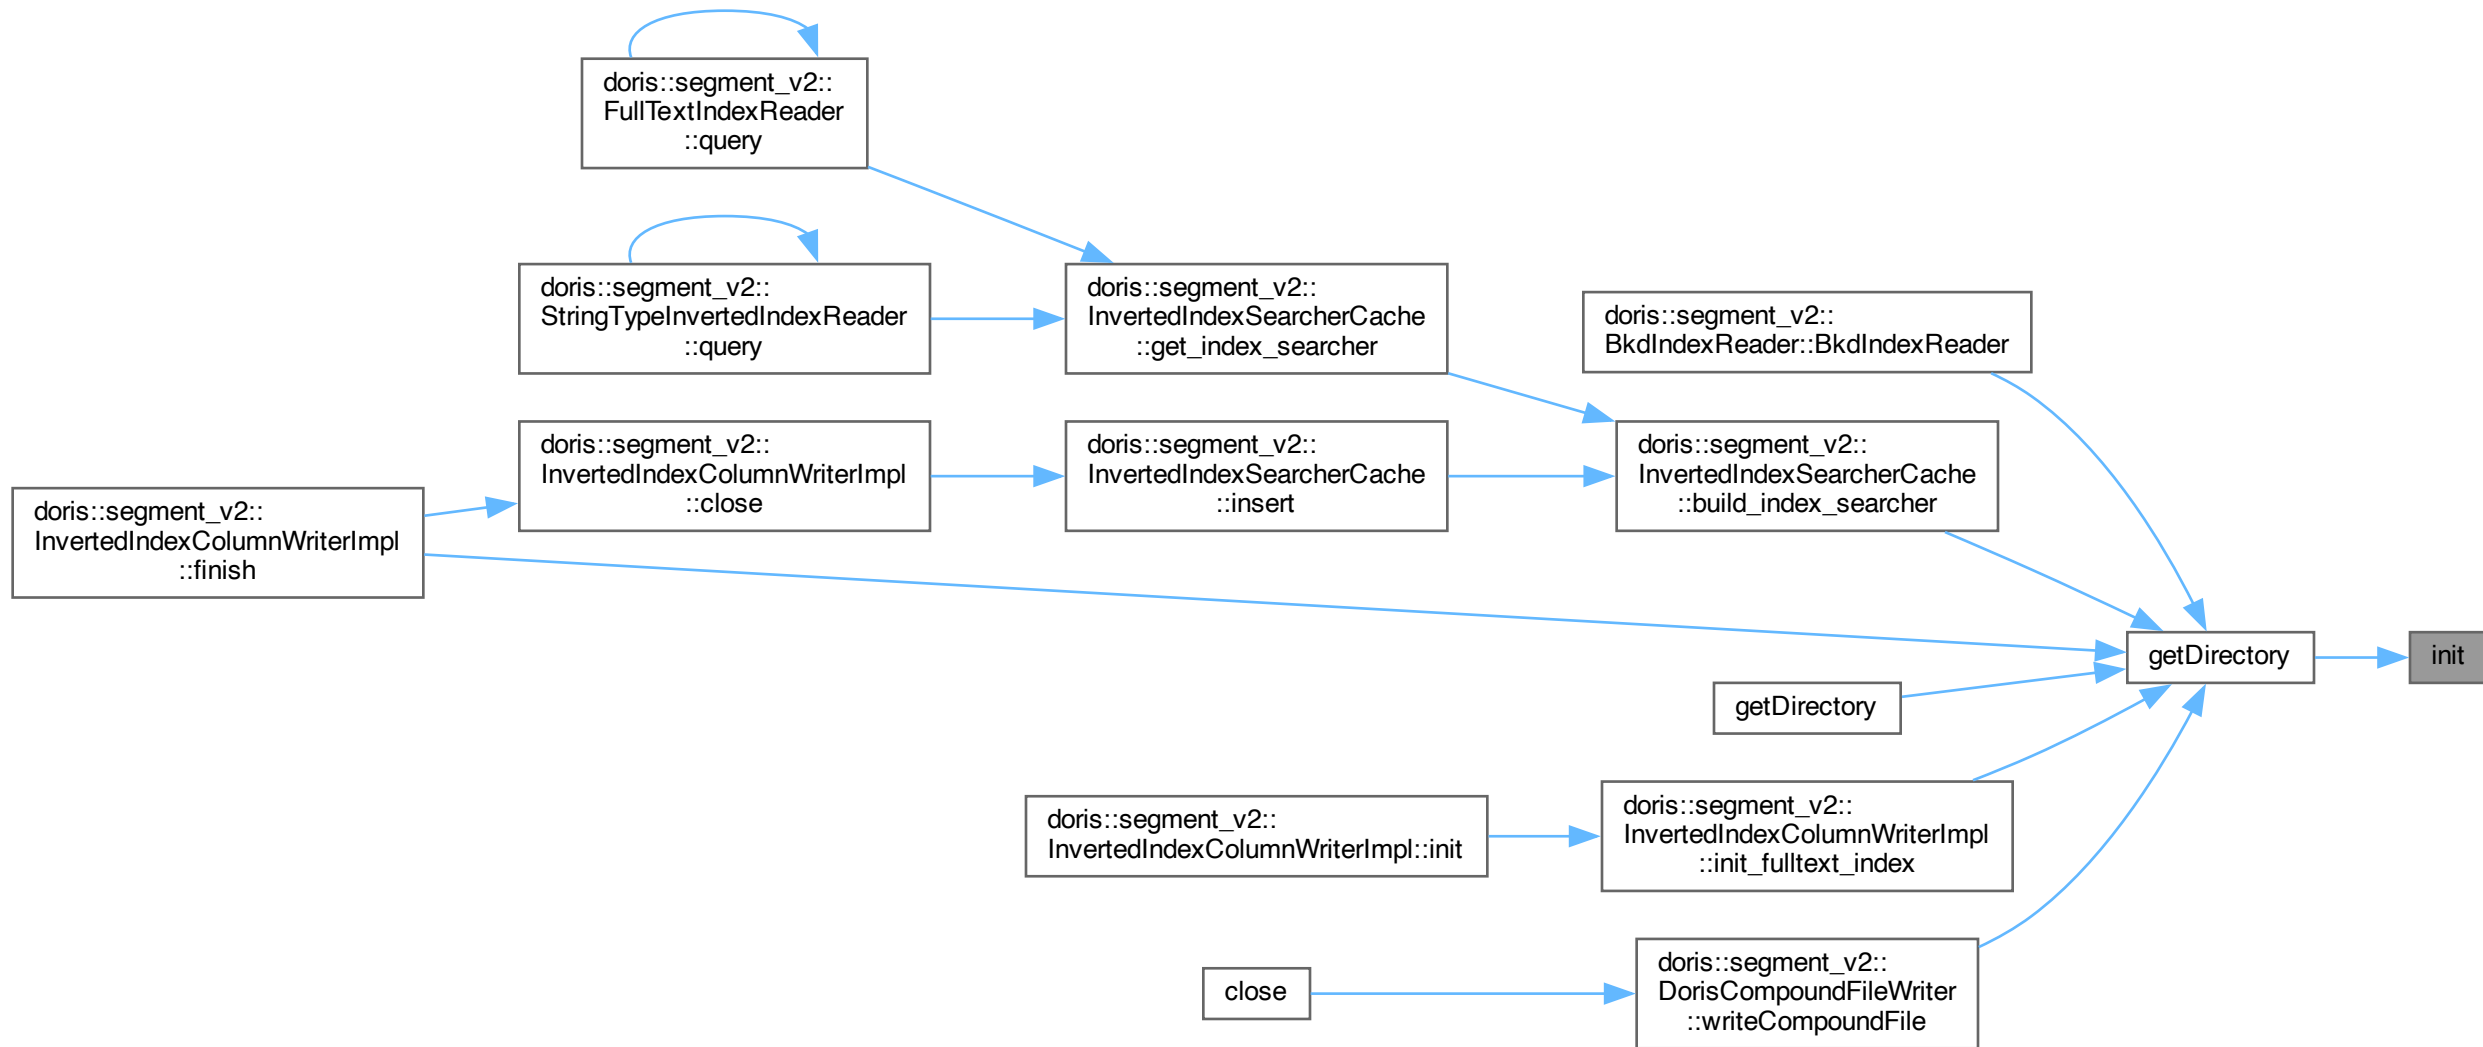 doris::segment_v2::
FullTextIndexReader
::query
doris::segment_v2::
StringTypeInvertedIndexReader
::query
doris::segment_v2::
InvertedIndexSearcherCache
::get_index_searcher
doris::segment_v2::
BkdIndexReader::BkdIndexReader
doris::segment_v2::
InvertedIndexColumnWriterImpl
::finish
doris::segment_v2::
InvertedIndexColumnWriterImpl
::close
doris::segment_v2::
InvertedIndexSearcherCache
::insert
doris::segment_v2::
InvertedIndexSearcherCache
::build_index_searcher
getDirectory
init
getDirectory
doris::segment_v2::
InvertedIndexColumnWriterImpl::init
doris::segment_v2::
InvertedIndexColumnWriterImpl
::init_fulltext_index
close
doris::segment_v2::
DorisCompoundFileWriter
::writeCompoundFile